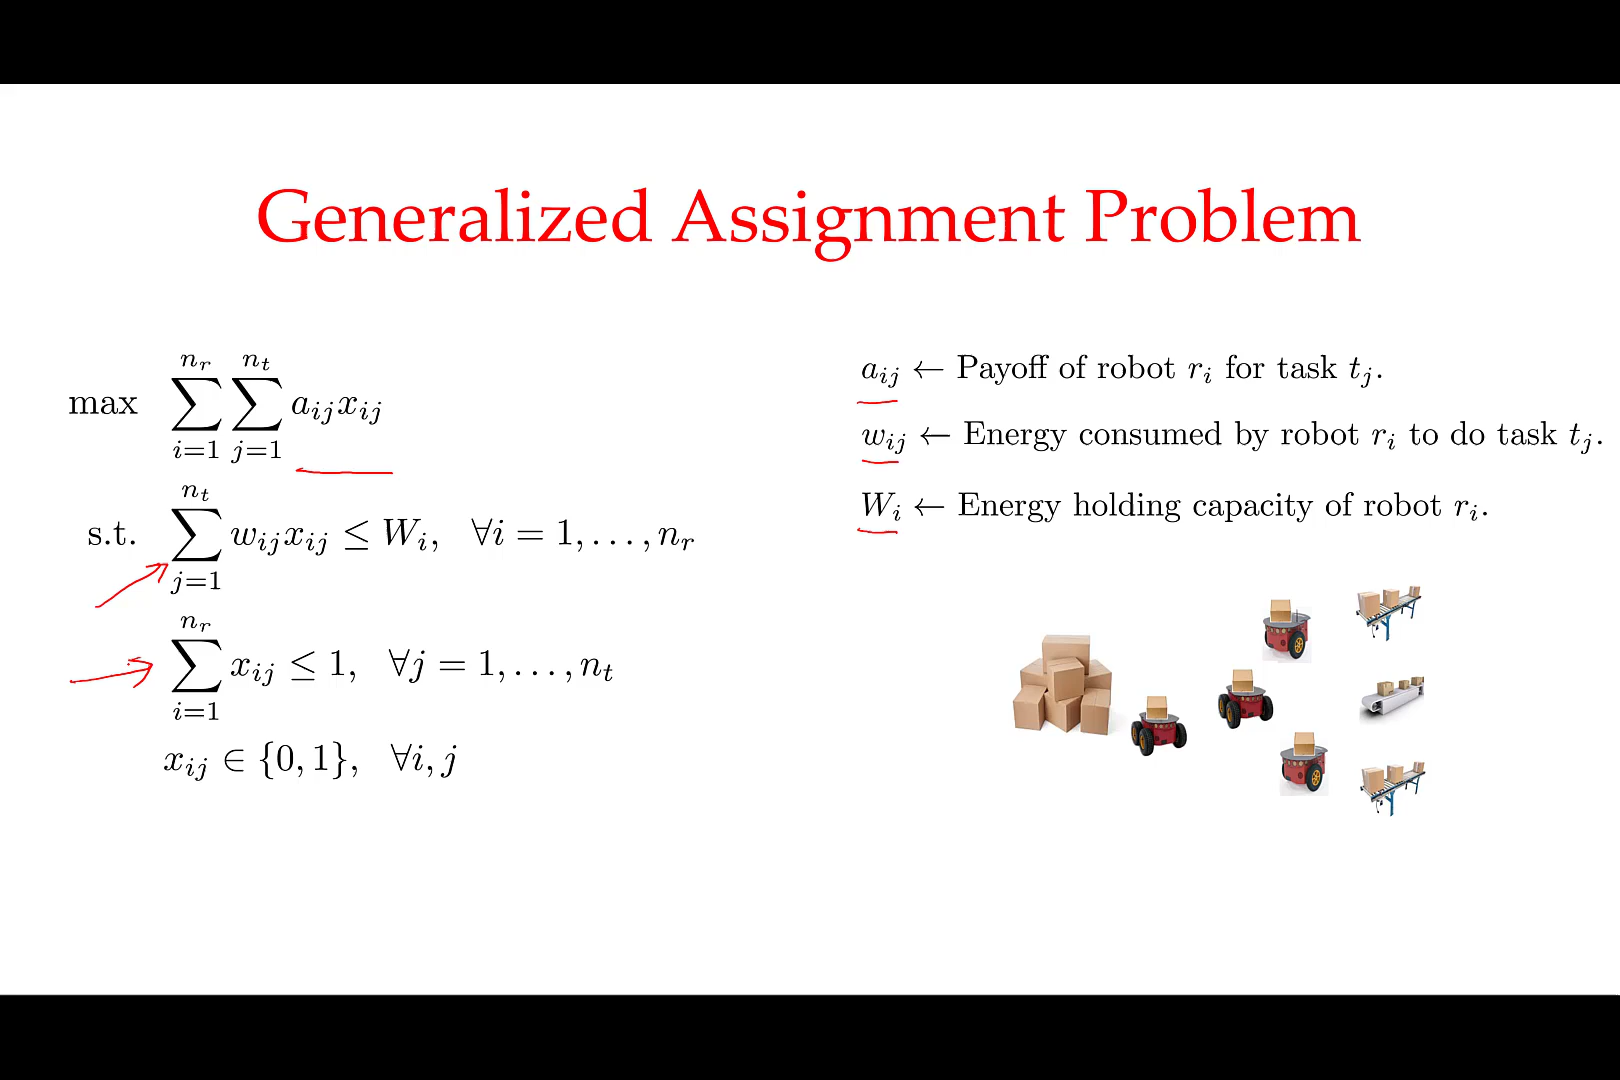 Generalized Assignment Problem
max ∑_{i=1}^{n_r} ∑_{j=1}^{n_t} a_{ij}x_{ij}
s.t. ∑_{j=1}^{n_t} w_{ij}x_{ij} ≤ W_i, ∀i = 1, . . . , n_r
∑_{i=1}^{n_r} x_{ij} ≤ 1, ∀j = 1, . . . , n_t
x_{ij} ∈ {0, 1}, ∀i, j
a_{ij} ← Payoff of robot r_i for task t_j.
w_{ij} ← Energy consumed by robot r_i to do task t_j.
W_i ← Energy holding capacity of robot r_i.